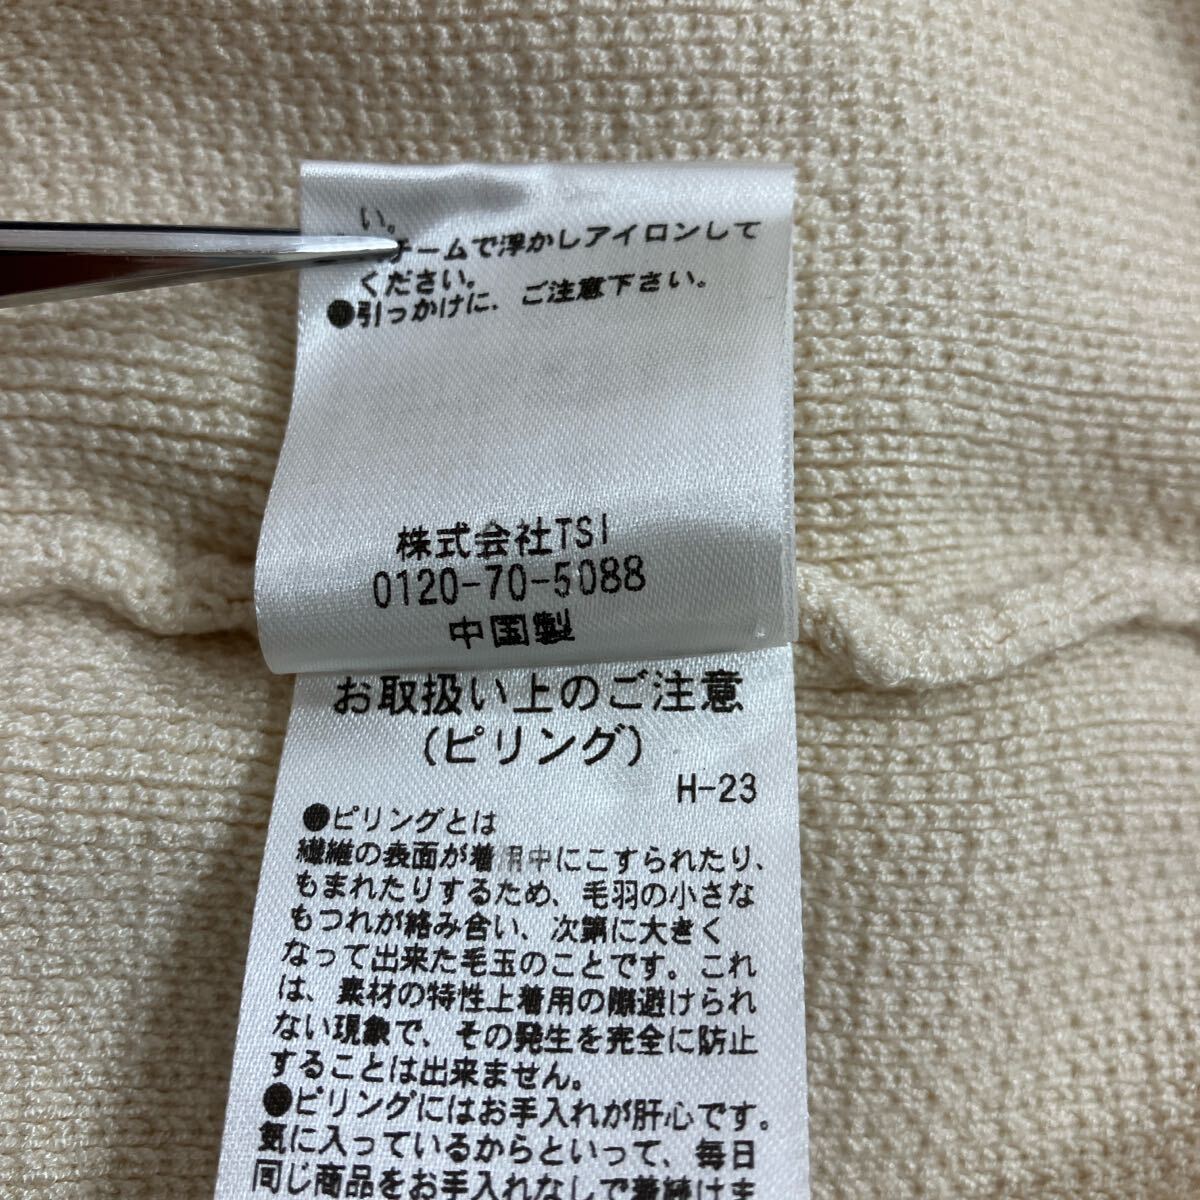 い。
チームで浮かしアイロンして
ください。
●引っかけに、ご注意下さい。
株式会社TSI
0120-70-5088
中国製
お取扱い上のご注意
(ピリング)
H-23
●ピリングとは
繊維の表面が着用中にこすられたり、
もまれたりするため、毛羽の小さな
もつれが絡み合い、次第に大きく
なって出来た毛玉のことです。これ
は、素材の特性上着用の際避けられ
ない現象で、その発生を完全に防止
することは出来ません。
●ピリングにはお手入れが肝心です。
気に入っているからといって、毎日
同じ商品をお手入れなしで着続けま